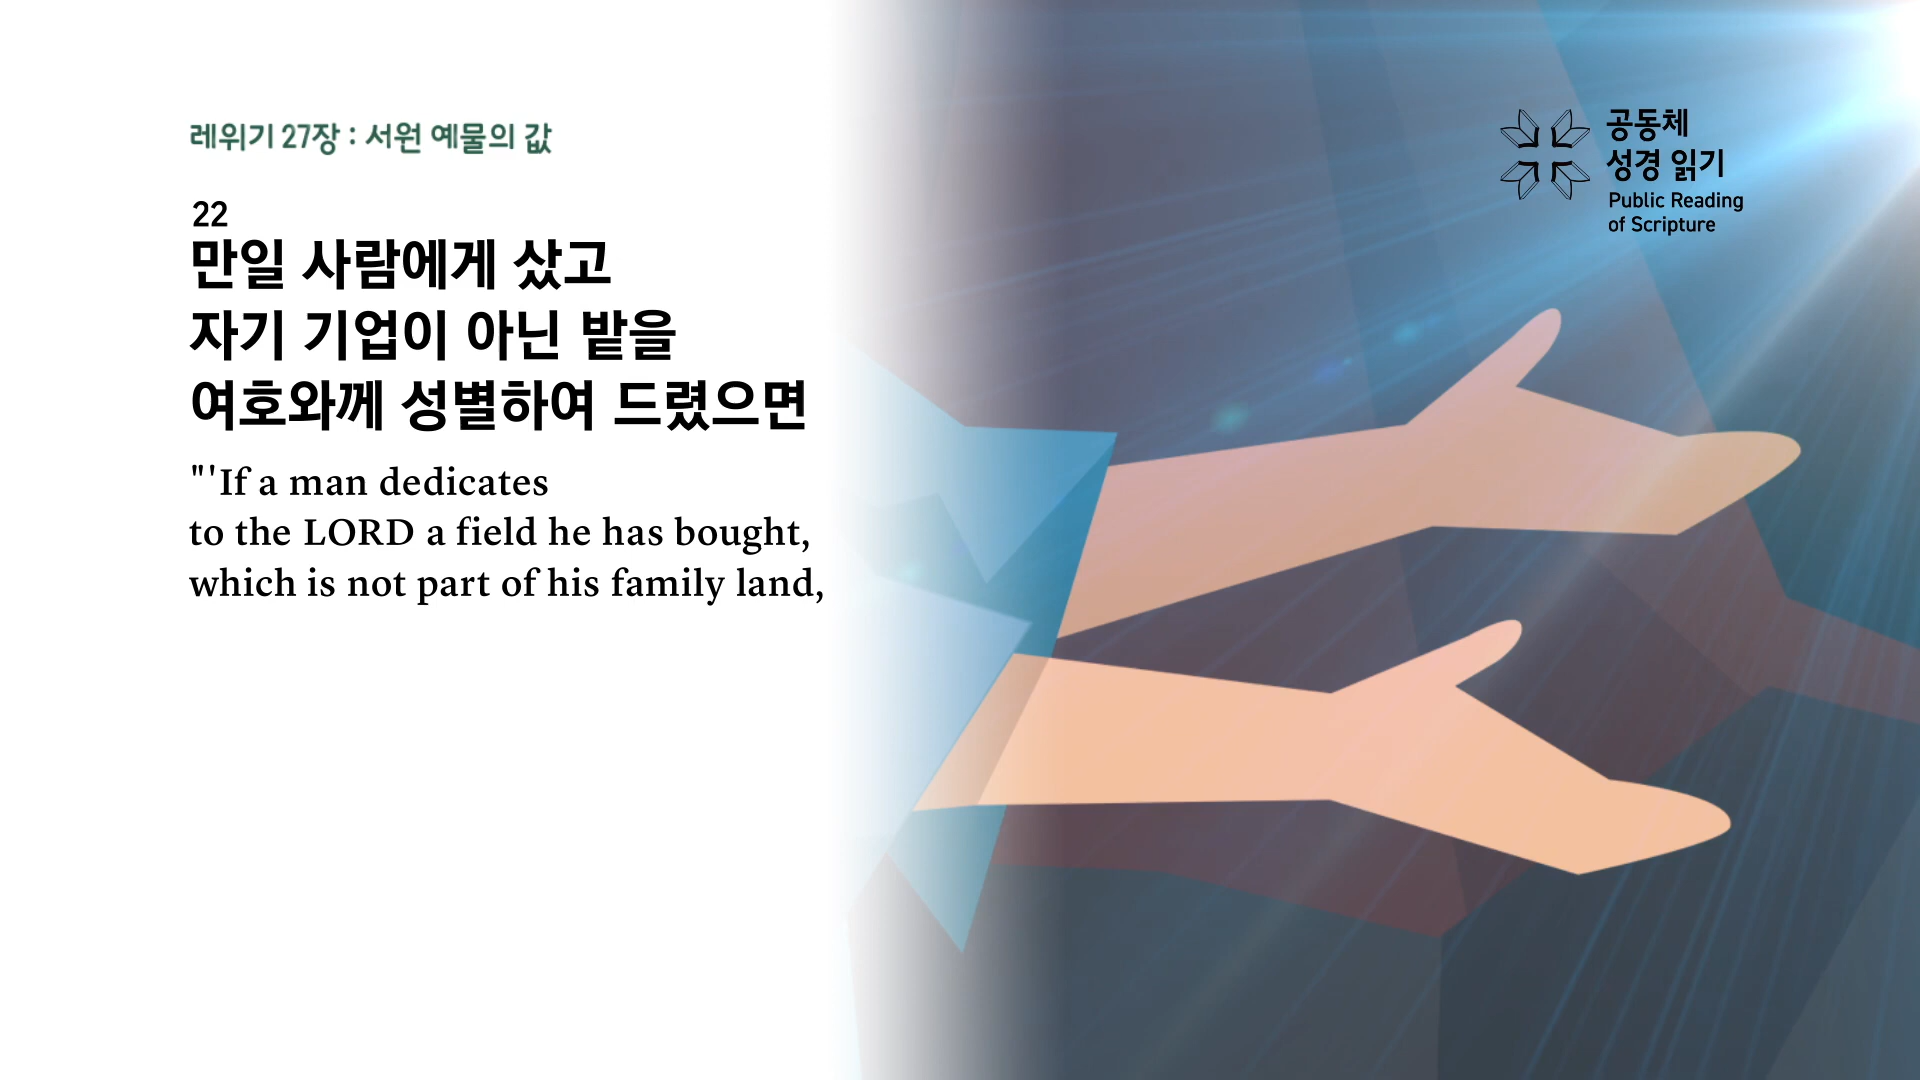 레위기 27장 : 서원 예물의 값
22
만일 사람에게 샀고
자기 기업이 아닌 밭을
여호와께 성별하여 드렸으면
"'If a man dedicates
to the LORD a field he has bought,
which is not part of his family land,
공동체
성경 읽기
Public Reading
of Scripture